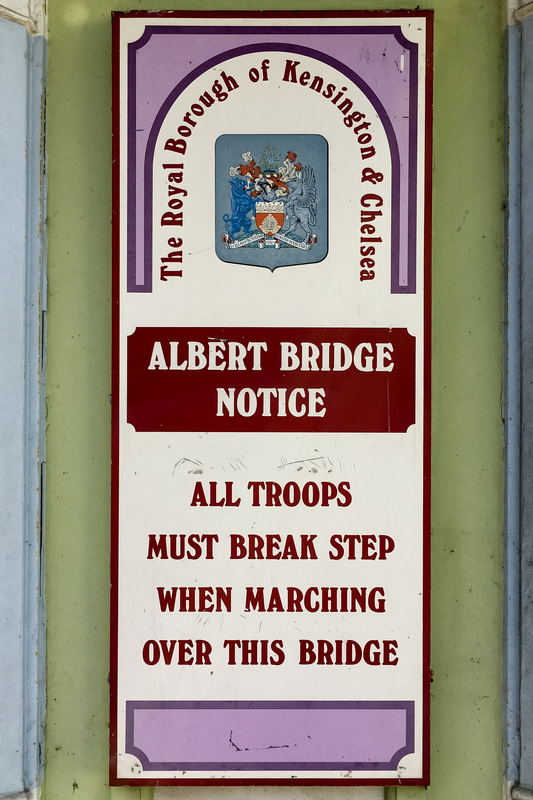 The Royal Borough of Kensington & Chelsea
ALBERT BRIDGE
NOTICE
ALL TROOPS
MUST BREAK STEP
WHEN MARCHING
OVER THIS BRIDGE